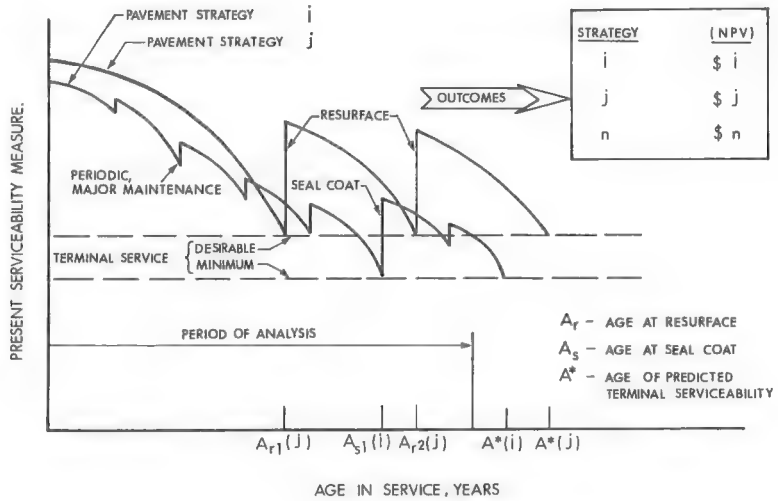 PAVEMENT STRATEGY i
PAVEMENT STRATEGY j
STRATEGY (NPV)
i $ i
j $ j
n $ n
OUTCOMES
RESURFACE
PERIODIC,
MAJOR MAINTENANCE
SEAL COAT
TERMINAL SERVICE { DESIRABLE
MINIMUM
PERIOD OF ANALYSIS
Ar – AGE AT RESURFACE
As – AGE AT SEAL COAT
A* – AGE OF PREDICTED
TERMINAL SERVICEABILITY
Ar1(j) As1(i) Ar2(j) A*(i) A*(j)
AGE IN SERVICE, YEARS
PRESENT SERVICEABILITY MEASURE.